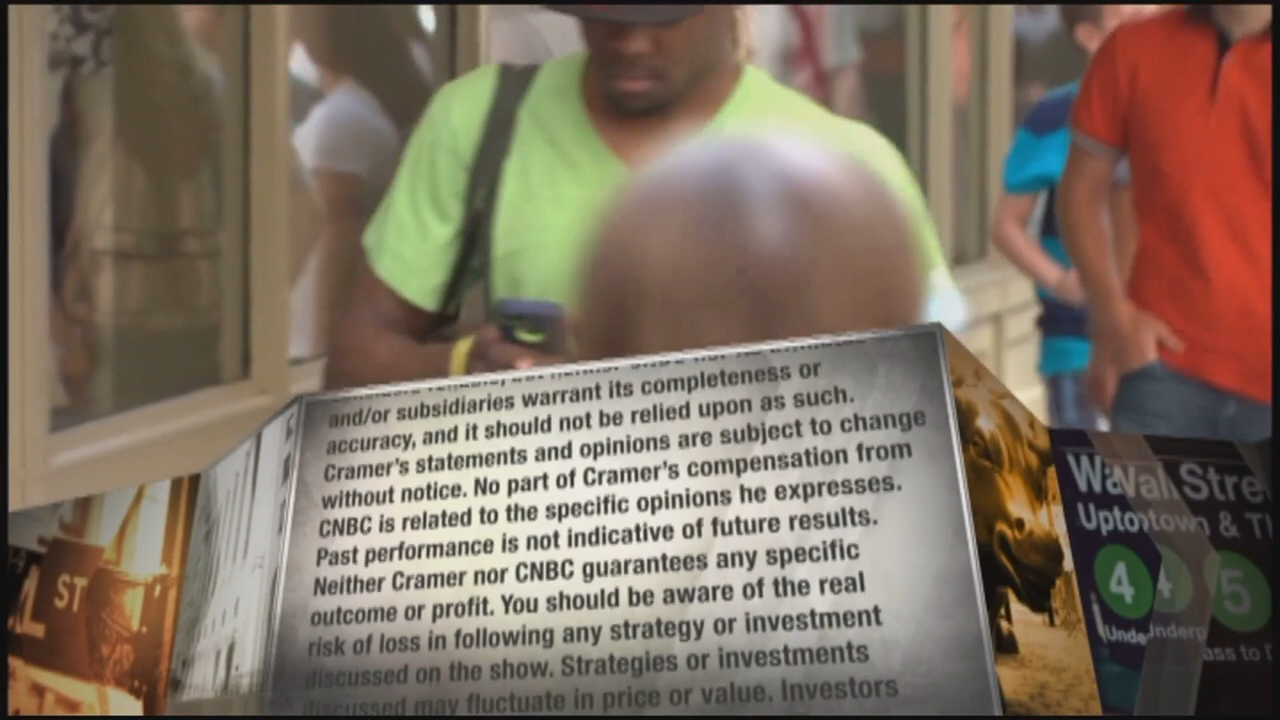 and/or subsidiaries warrant its completeness or
accuracy, and it should not be relied upon as such.
Cramer's statements and opinions are subject to change
without notice. No part of Cramer's compensation from
CNBC is related to the specific opinions he expresses.
Past performance is not indicative of future results.
Neither Cramer nor CNBC guarantees any specific
outcome or profit. You should be aware of the real
risk of loss in following any strategy or investment
discussed on the show. Strategies or investments
discussed may fluctuate in price or value. Investors
ST
Wall Stre
Uptown & T
4
4
5